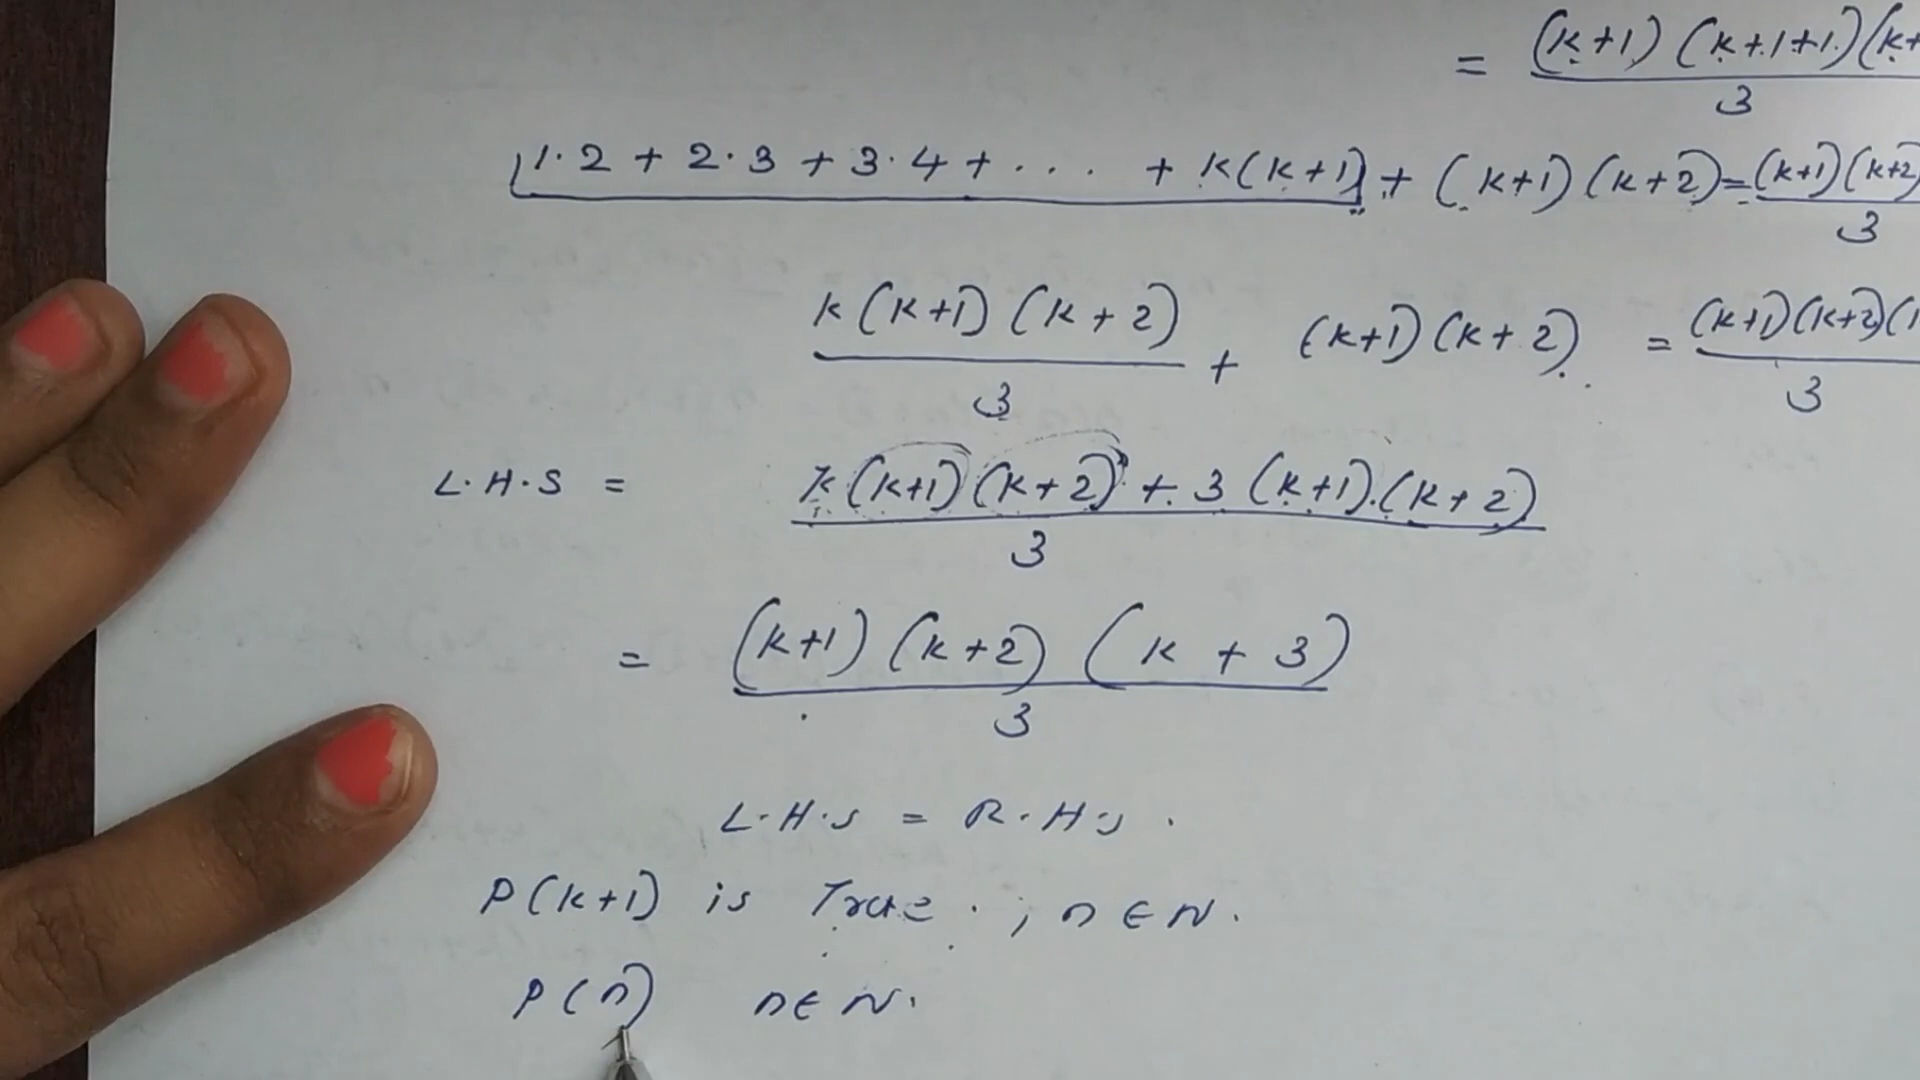 = (k+1) (k+1+1) (k+ / 3
1·2 + 2·3 + 3·4 + ... + k(k+1) + (k+1) (k+2) = (k+1) (k+2) / 3
k (k+1) (k+2) / 3 + (k+1) (k+2) = (k+1) (k+2) ( / 3
L.H.S = k (k+1) (k+2) + 3 (k+1).(k+2) / 3
= (k+1) (k+2) (k + 3) / 3
L.H.S = R.H.S.
P(k+1) is True. ; n ∈ N.
P(n) n ∈ N.